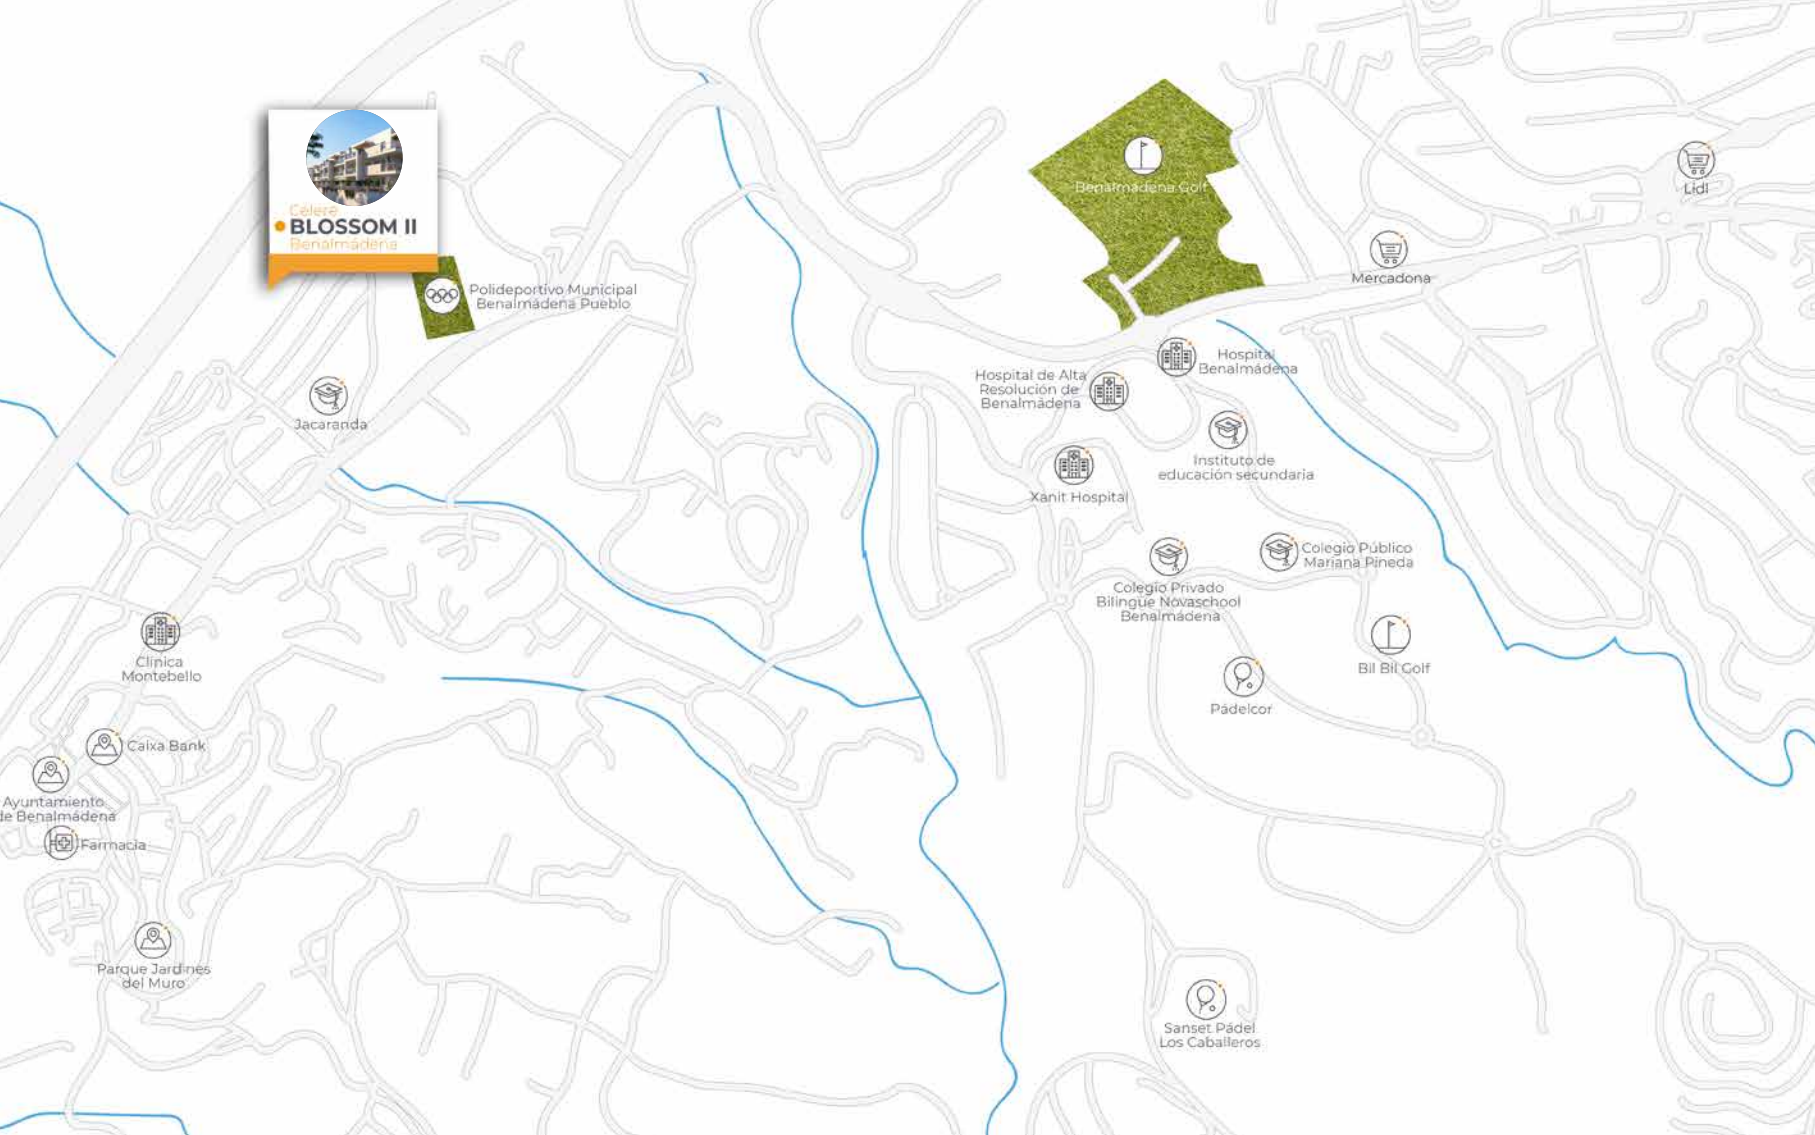 Célere
BLOSSOM II
Benalmádena
Polideportivo Municipal
Benalmádena Pueblo
Benalmádena Golf
Lidl
Mercadona
Hospital
Benalmádena
Hospital de Alta
Resolución de
Benalmádena
Jacaranda
Instituto de
educación secundaria
Xanit Hospital
Colegio Público
Mariana Pineda
Colegio Privado
Bilingüe Novaschool
Benalmádena
Clínica
Montebello
Bil Bil Golf
Pádelcor
Caixa Bank
Ayuntamiento
de Benalmádena
Farmacia
Parque Jardines
del Muro
Sanset Pádel
Los Caballeros